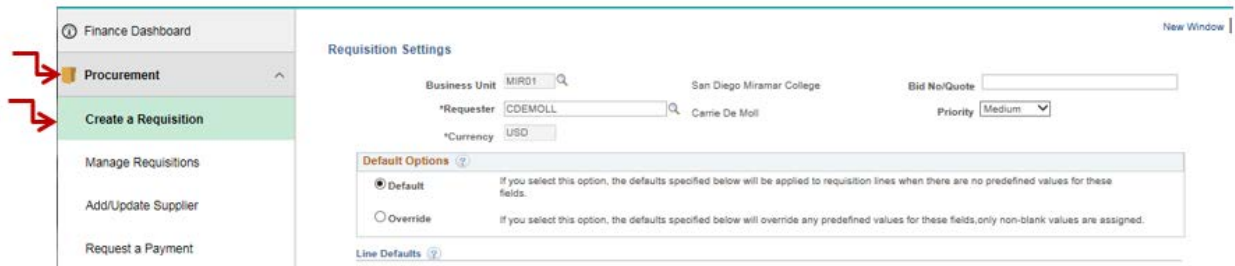 Finance Dashboard
Procurement
Create a Requisition
Manage Requisitions
Add/Update Supplier
Request a Payment
New Window
Requisition Settings
Business Unit MIR01 San Diego Miramar College Bid No/Quote
*Requester CDEMOLL Carrie De Moll Priority Medium
*Currency USD
Default Options ?
Default If you select this option, the defaults specified below will be applied to requisition lines when there are no predefined values for these
fields.
Override If you select this option, the defaults specified below will override any predefined values for these fields,only non-blank values are assigned.
Line Defaults ?